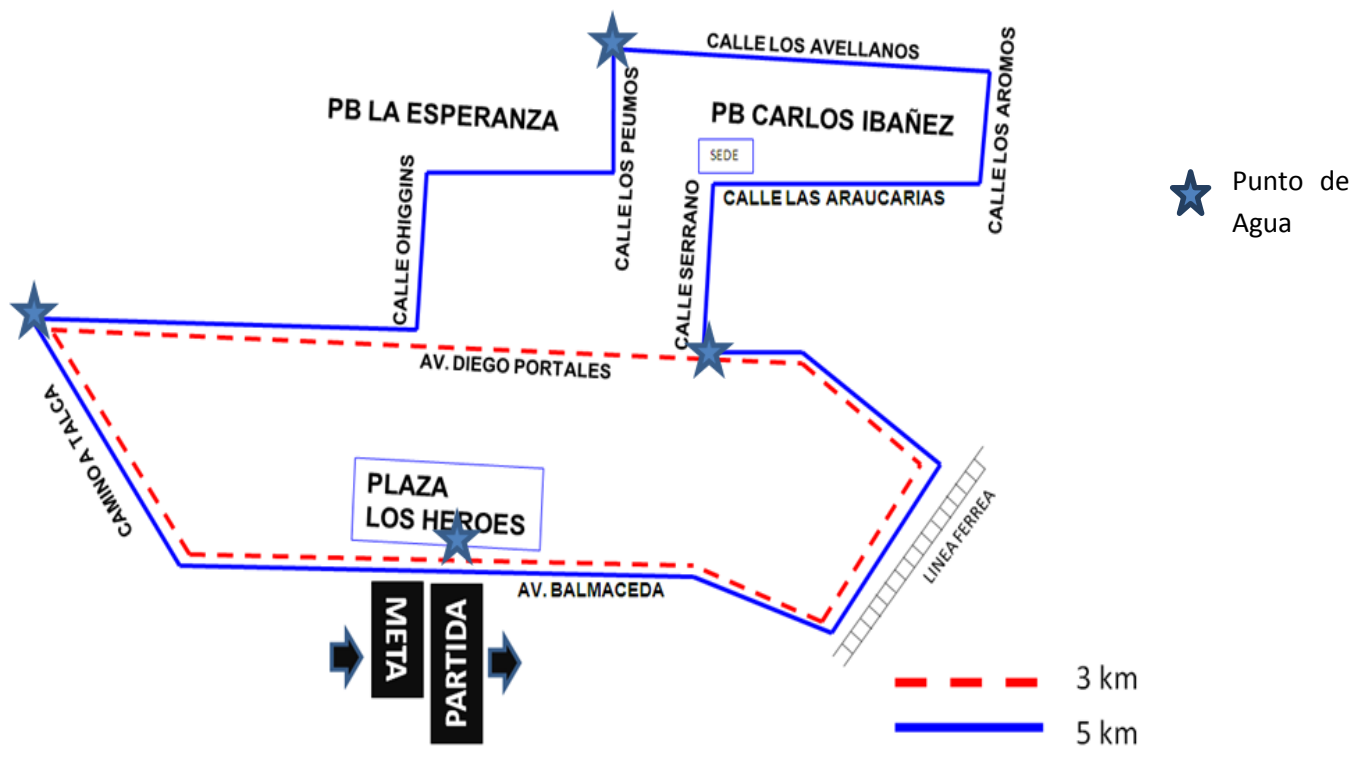 CALLE LOS AVELLANOS
CALLE LOS AROMOS
PB LA ESPERANZA
CALLE LOS PEUMOS
PB CARLOS IBAÑEZ
SEDE
Punto de
Agua
CALLE OHIGGINS
CALLE SERRANO
CALLE LAS ARAUCARIAS
AV. DIEGO PORTALES
CAMINO A TALCA
PLAZA
LOS HEROES
LINEA FERREA
META
PARTIDA
AV. BALMACEDA
3 km
5 km